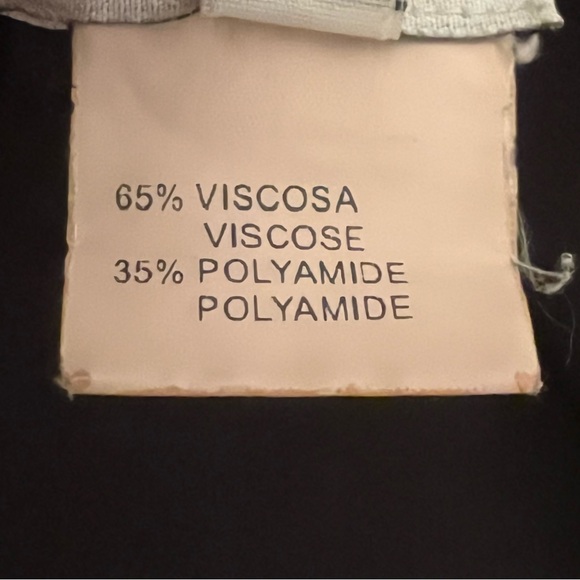 65% VISCOSA
VISCOSE
35% POLYAMIDE
POLYAMIDE